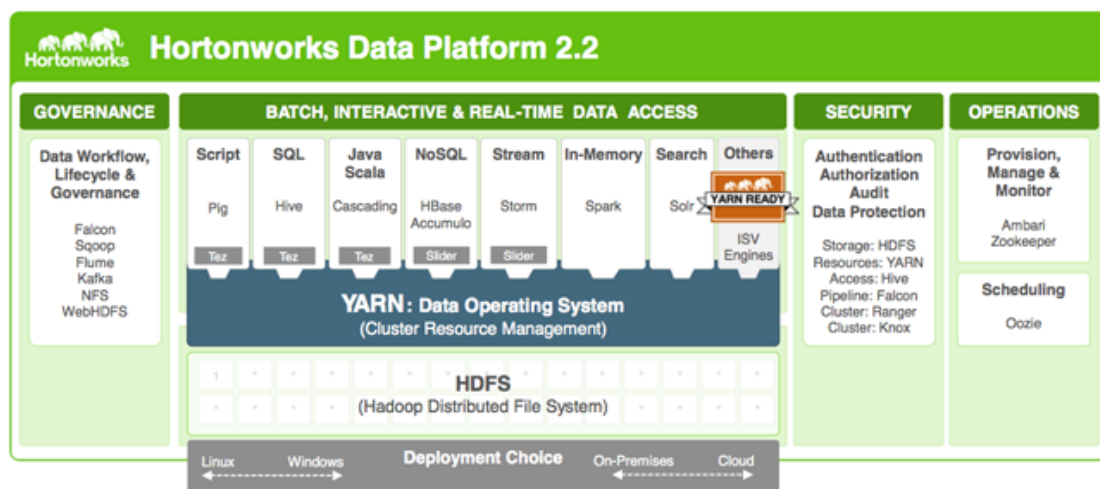 Hortonworks
Hortonworks Data Platform 2.2
GOVERNANCE
Data Workflow,
Lifecycle &
Governance
Falcon
Sqoop
Flume
Kafka
NFS
WebHDFS
BATCH, INTERACTIVE & REAL-TIME DATA ACCESS
Script
Pig
Tez
SQL
Hive
Tez
Java
Scala
Cascading
Tez
NoSQL
HBase
Accumulo
Slider
Stream
Storm
Slider
In-Memory
Spark
Search
Solr
Others
YARN READY
ISV
Engines
YARN: Data Operating System
(Cluster Resource Management)
1
HDFS
(Hadoop Distributed File System)
Deployment Choice
Linux
Windows
On-Premises
Cloud
SECURITY
Authentication
Authorization
Audit
Data Protection
Storage: HDFS
Resources: YARN
Access: Hive
Pipeline: Falcon
Cluster: Ranger
Cluster: Knox
OPERATIONS
Provision,
Manage &
Monitor
Ambari
Zookeeper
Scheduling
Oozie